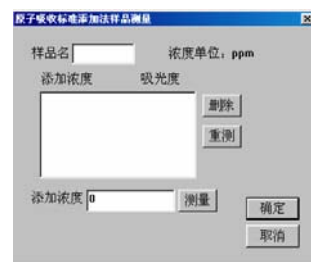 原子吸收标准添加法样品测量
样品名 浓度单位：ppm
添加浓度 吸光度
删除
重测
添加浓度 0 测量
确定
取消